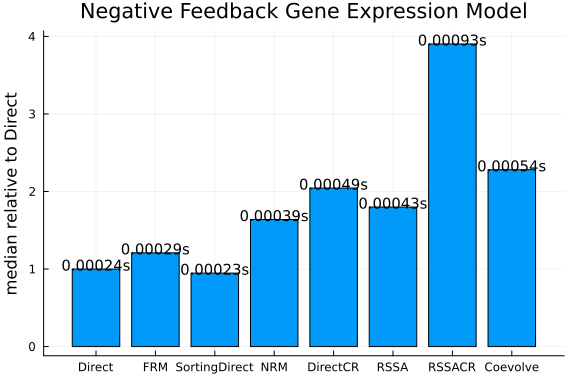 Negative Feedback Gene Expression Model
median relative to Direct
4
3
2
1
0
0.00024s
0.00029s
0.00023s
0.00039s
0.00049s
0.00043s
0.00093s
0.00054s
Direct FRM SortingDirect NRM DirectCR RSSA RSSACR Coevolve